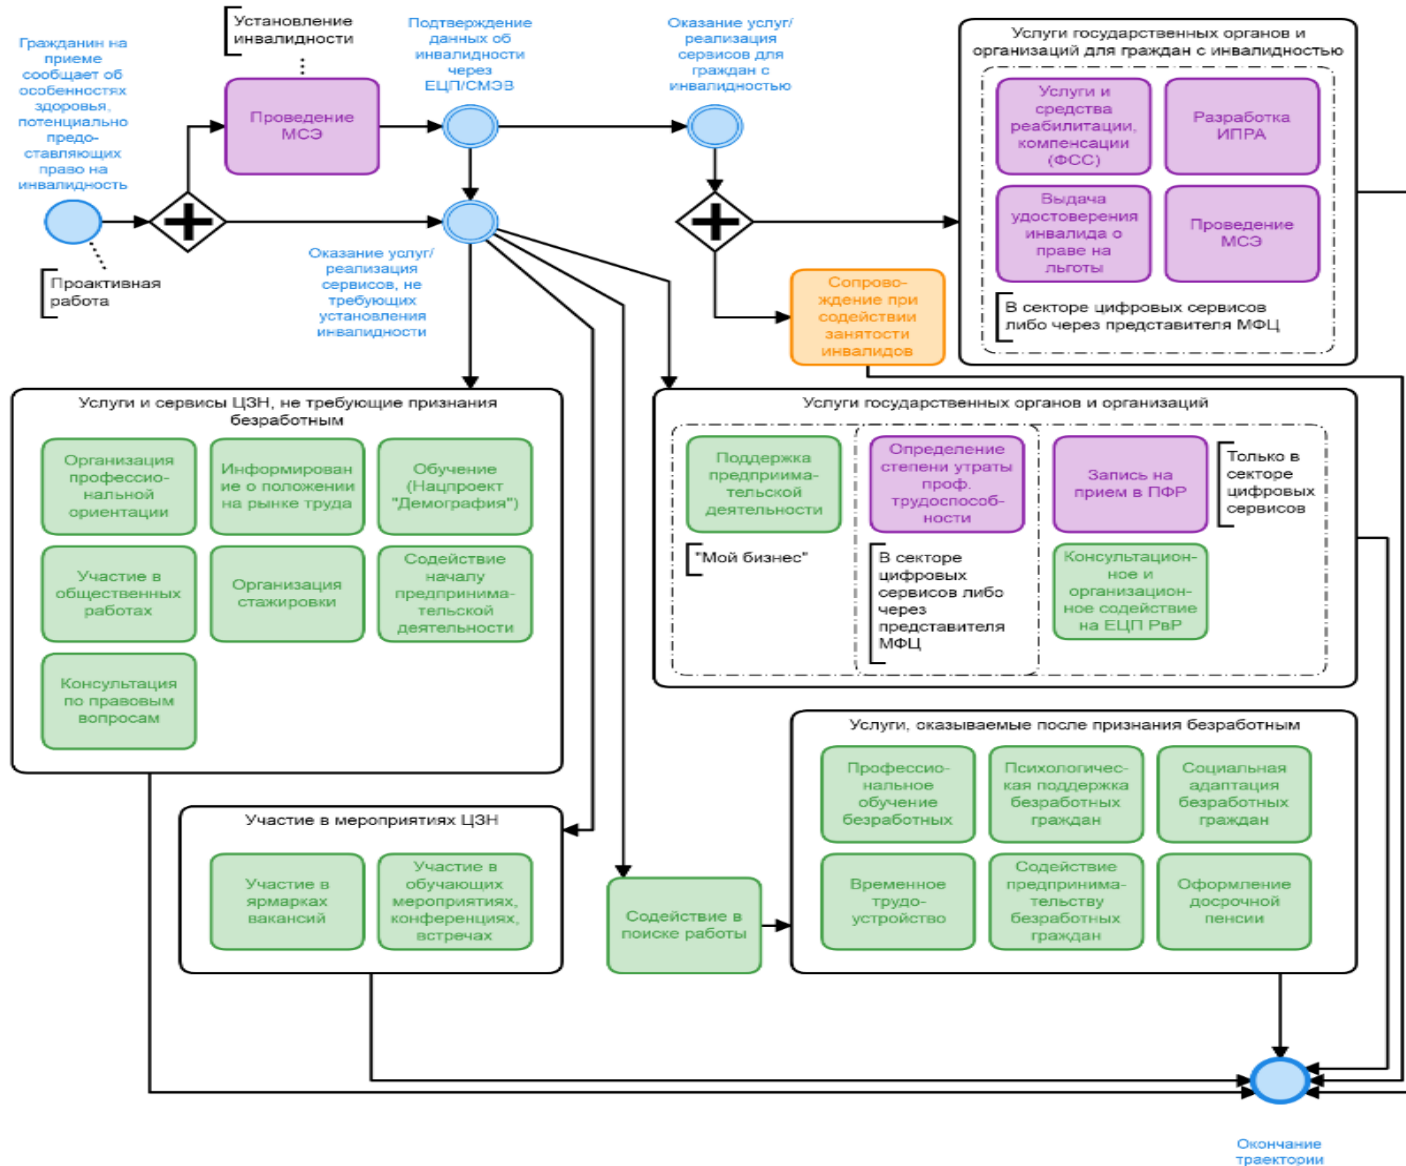 Гражданин на
приеме
сообщает об
особенностях
здоровья,
потенциально
предо-
ставляющих
право на
инвалидность
Проактивная
работа
Установление
инвалидности
Проведение
МСЭ
Подтверждение
данных об
инвалидности
через
ЕЦП/СМЭВ
Оказание услуг/
реализация
сервисов для
граждан с
инвалидностью
Оказание услуг/
реализация
сервисов, не
требующих
установления
инвалидности
Сопрово-
ждение при
содействии
занятости
инвалидов
Услуги государственных органов и
организаций для граждан с инвалидностью
Услуги и
средства
реабилитации,
компенсации
(ФСС)
Разработка
ИПРА
Выдача
удостоверения
инвалида о
праве на
льготы
Проведение
МСЭ
В секторе цифровых сервисов
либо через представителя МФЦ
Услуги и сервисы ЦЗН, не требующие признания
безработным
Организация
профессио-
нальной
ориентации
Информирован
ие о положении
на рынке труда
Обучение
(Нацпроект
"Демография")
Участие в
общественных
работах
Организация
стажировки
Содействие
началу
предпринима-
тельской
деятельности
Консультация
по правовым
вопросам
Услуги государственных органов и организаций
Поддержка
предприима-
тельской
деятельности
"Мой бизнес"
Определение
степени утраты
проф.
трудоспособ-
ности
В секторе
цифровых
сервисов либо
через
представителя
МФЦ
Запись на
прием в ПФР
Только в
секторе
цифровых
сервисов
Консультацион-
ное и
организацион-
ное содействие
на ЕЦП РвР
Участие в мероприятиях ЦЗН
Участие в
ярмарках
вакансий
Участие в
обучающих
мероприятиях,
конференциях,
встречах
Содействие в
поиске работы
Услуги, оказываемые после признания безработным
Профессио-
нальное
обучение
безработных
Психологичес-
кая поддержка
безработных
граждан
Социальная
адаптация
безработных
граждан
Временное
трудо-
устройство
Содействие
предпринима-
тельству
безработных
граждан
Оформление
досрочной
пенсии
Окончание
траектории